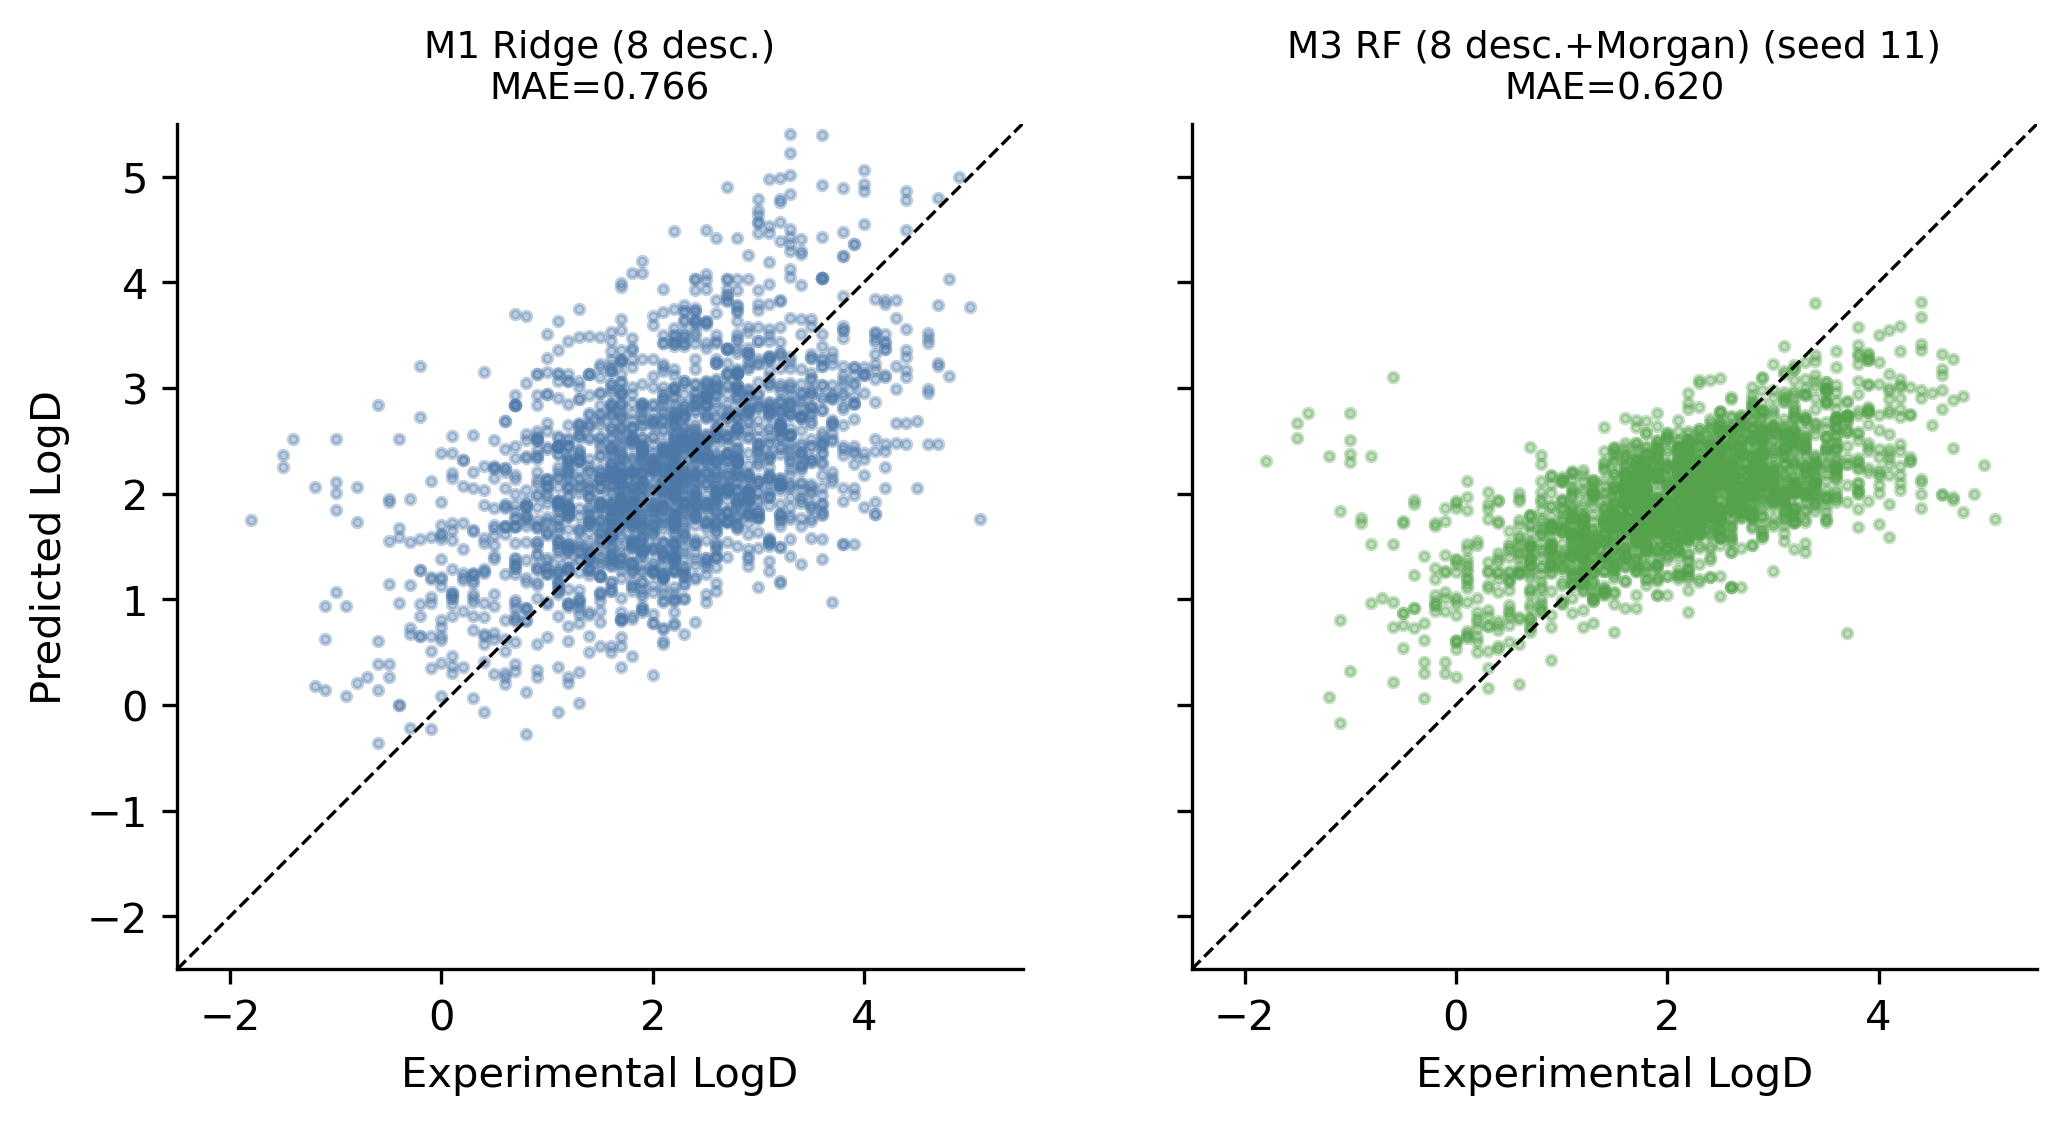 M1 Ridge (8 desc.)
MAE=0.766
Predicted LogD
5
4
3
2
1
0
−1
−2
−2
0
2
4
Experimental LogD
M3 RF (8 desc.+Morgan) (seed 11)
MAE=0.620
−2
0
2
4
Experimental LogD